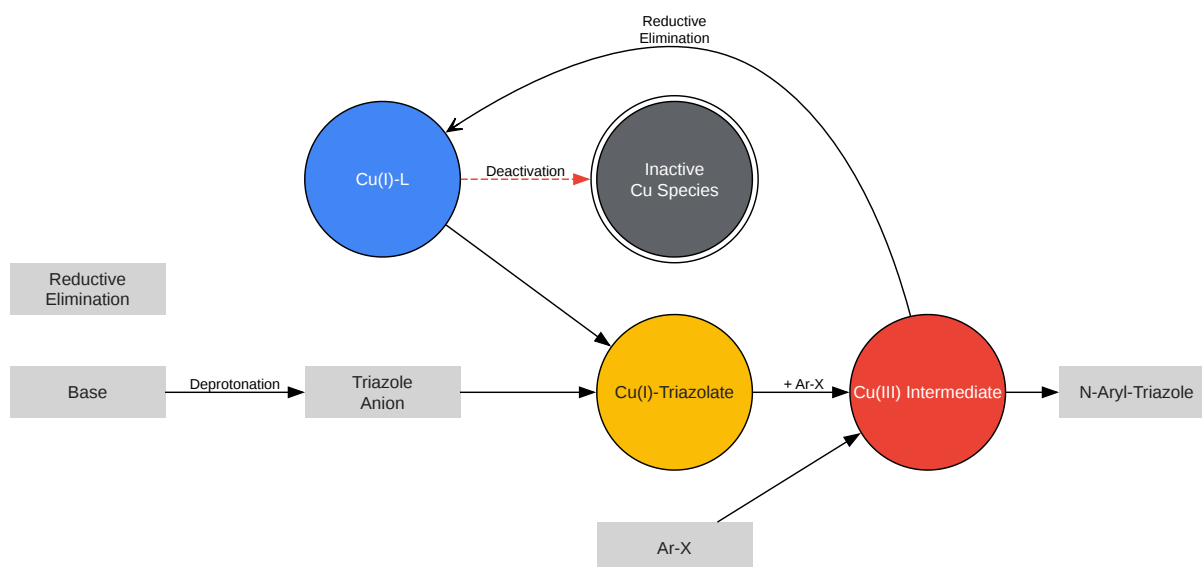 Reductive
Elimination
Cu(I)-L
Deactivation
Inactive
Cu Species
Reductive
Elimination
Base
Deprotonation
Triazole
Anion
Cu(I)-Triazolate
+ Ar-X
Cu(III) Intermediate
N-Aryl-Triazole
Ar-X